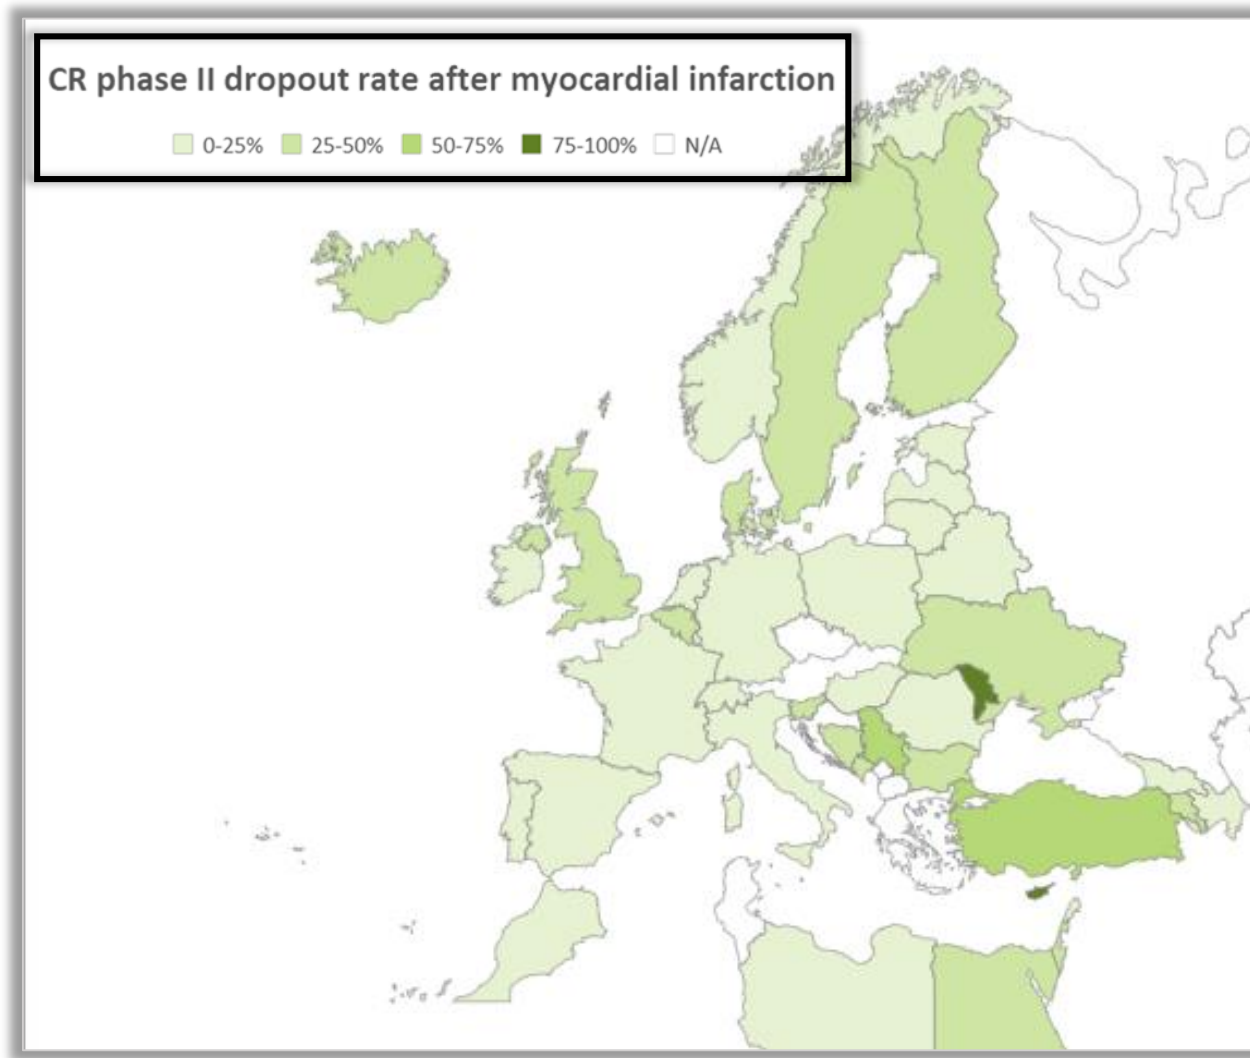 CR phase II dropout rate after myocardial infarction
0-25% 25-50% 50-75% 75-100% N/A